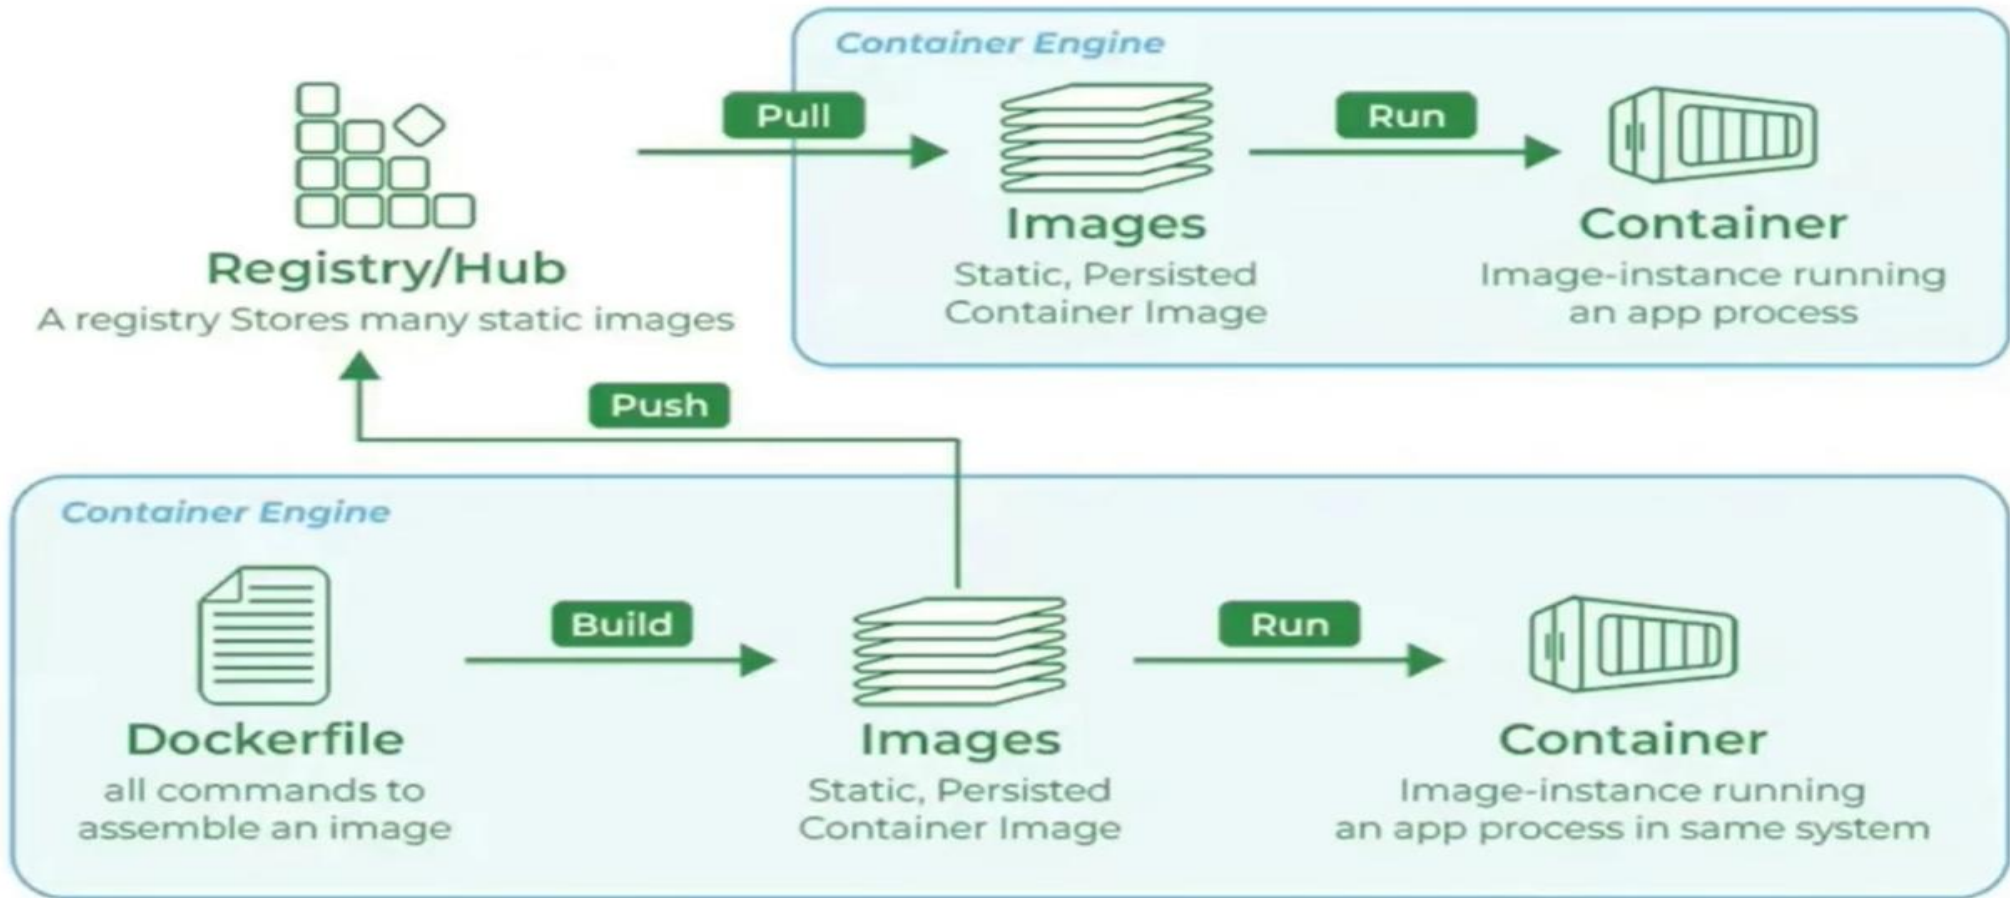 Container Engine
Pull
Run
Registry/Hub
A registry Stores many static images
Images
Static, Persisted
Container Image
Container
Image-instance running
an app process
Push
Container Engine
Build
Run
Dockerfile
all commands to
assemble an image
Images
Static, Persisted
Container Image
Container
Image-instance running
an app process in same system